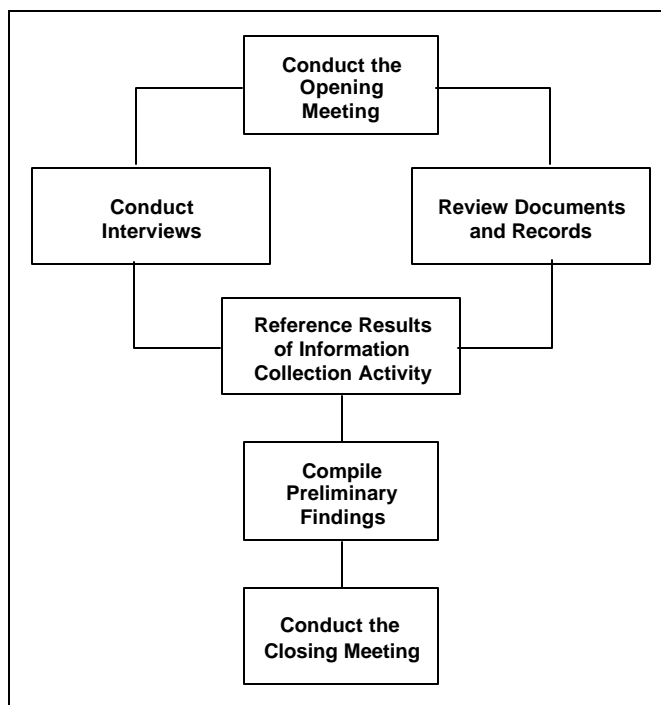 Conduct the
Opening
Meeting
Conduct
Interviews
Review Documents
and Records
Reference Results
of Information
Collection Activity
Compile
Preliminary
Findings
Conduct the
Closing Meeting